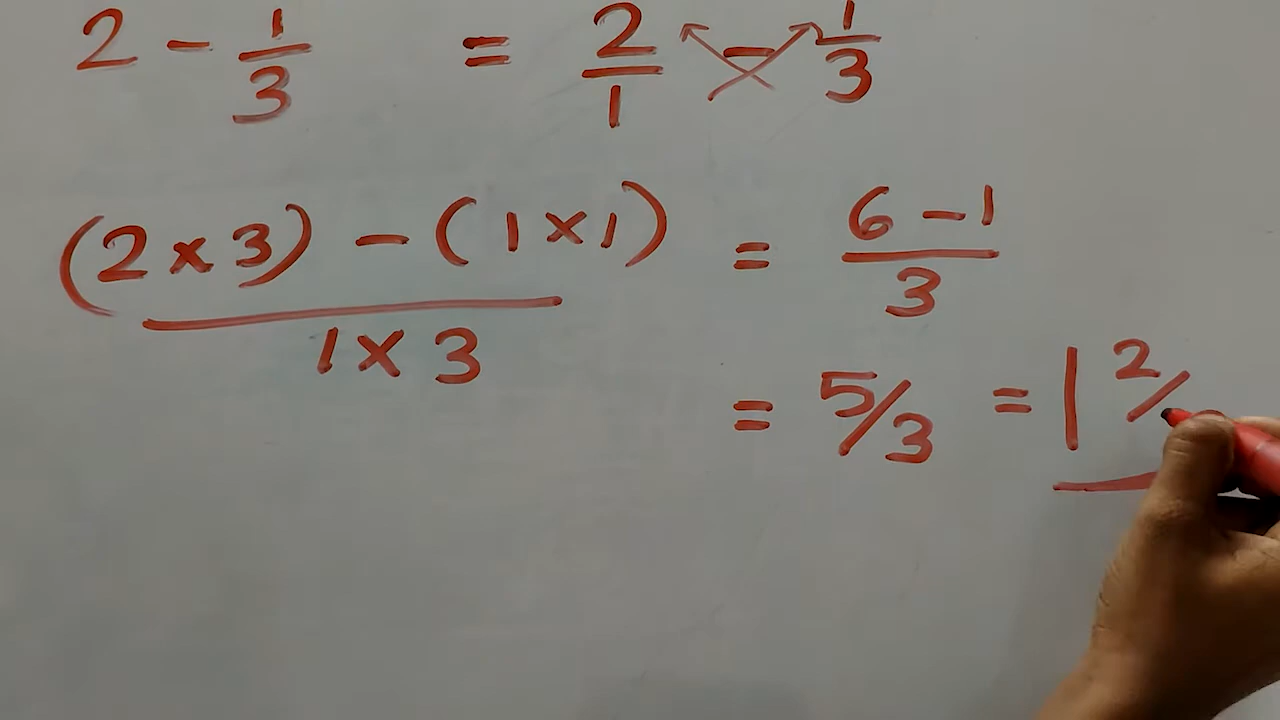 2 - 1/3 = 2/1 - 1/3
(2 × 3) - (1 × 1) / 1 × 3 = 6 - 1 / 3
= 5/3 = 1 2/